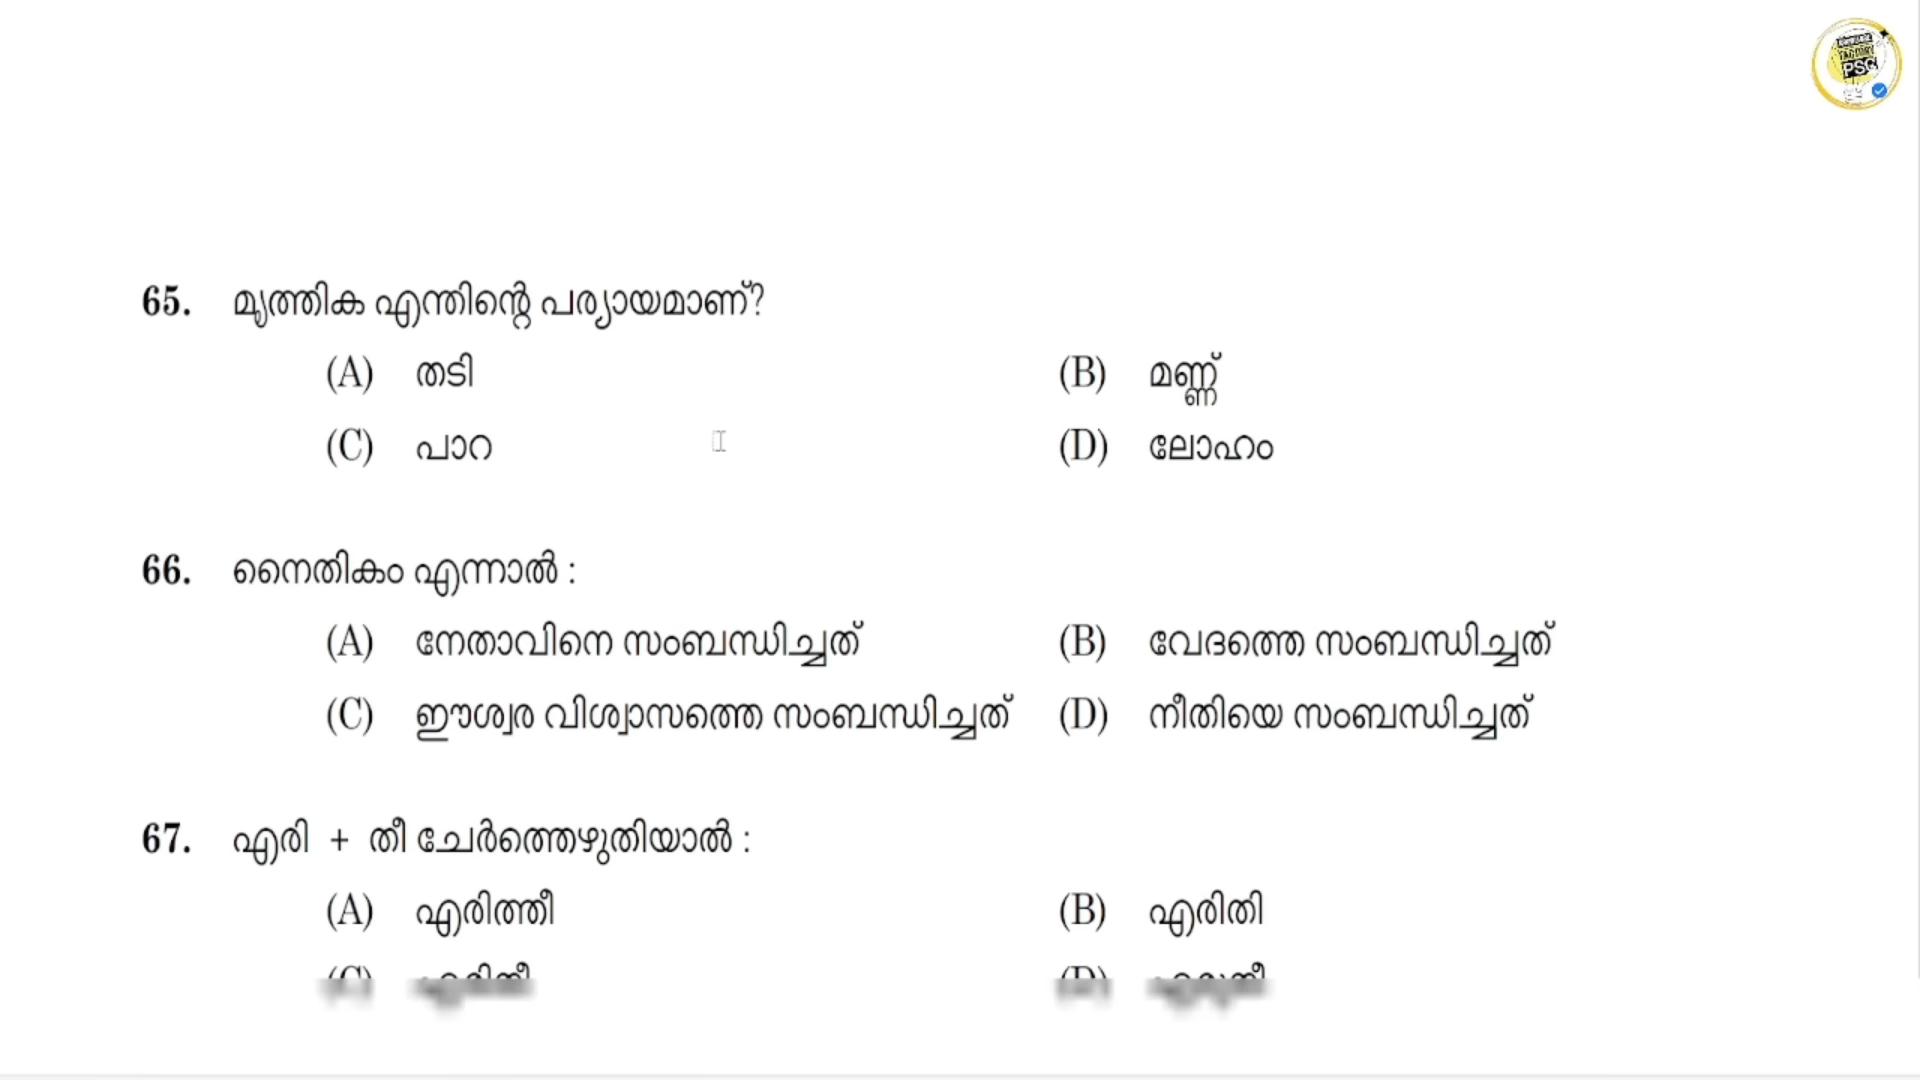 PSC
65. മൃത്തിക എന്തിന്റെ പര്യായമാണ്?
(A) തടി (B) മണ്ണ്
(C) പാറ (D) ലോഹം
66. നൈതികം എന്നാൽ :
(A) നേതാവിനെ സംബന്ധിച്ചത് (B) വേദത്തെ സംബന്ധിച്ചത്
(C) ഈശ്വര വിശ്വാസത്തെ സംബന്ധിച്ചത് (D) നീതിയെ സംബന്ധിച്ചത്
67. എരി + തീ ചേർത്തെഴുതിയാൽ :
(A) എരിത്തീ (B) എരിതി